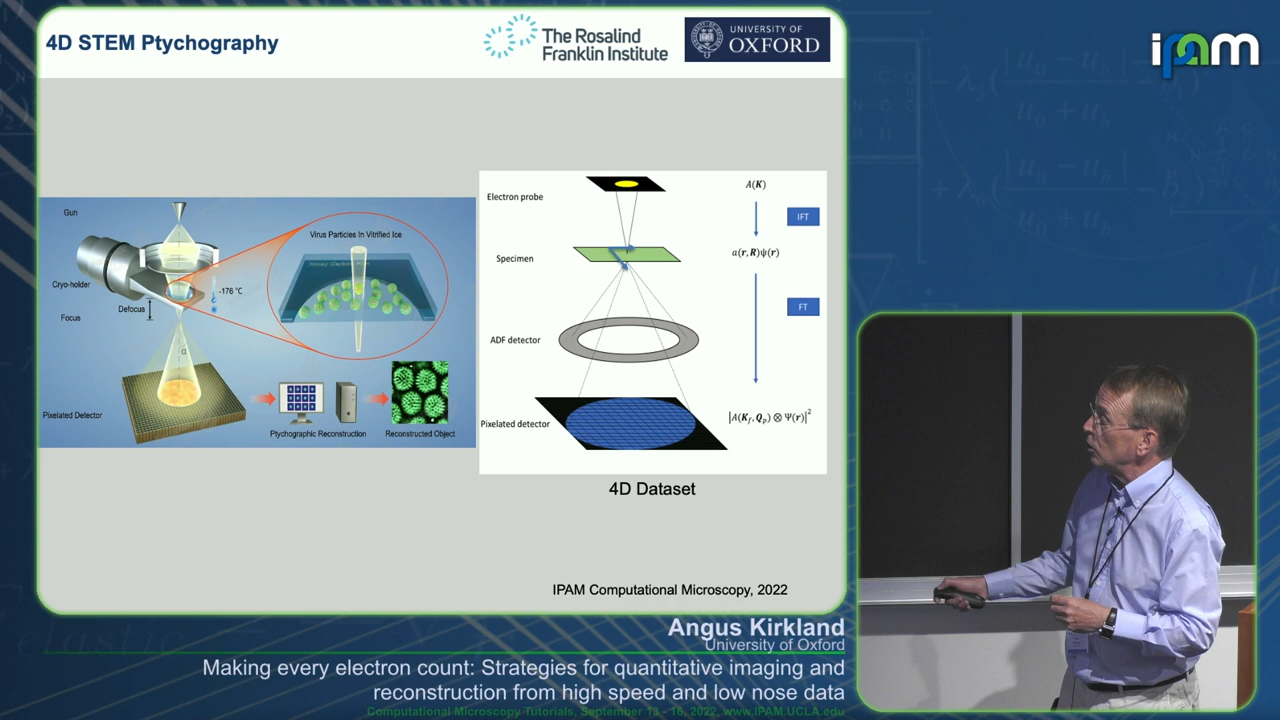 4D STEM Ptychography
The Rosalind
Franklin Institute
UNIVERSITY OF
OXFORD
ipam
Gun
Virus Particles In Vitrified Ice
Cryo-holder
-176 °C
Defocus
Focus
α
Pixelated Detector
Ptychographic Reconstruction
Reconstructed Object
Electron probe
A(K)
IFT
Specimen
a(r,R)ψ(r)
FT
ADF detector
Pixelated detector
|A(K_f, Q_p) ⊗ Ψ(r)|²
4D Dataset
IPAM Computational Microscopy, 2022
Angus Kirkland
University of Oxford
Making every electron count: Strategies for quantitative imaging and
reconstruction from high speed and low nose data
Computational Microscopy Tutorials, September 13 - 16, 2022, www.IPAM.UCLA.edu